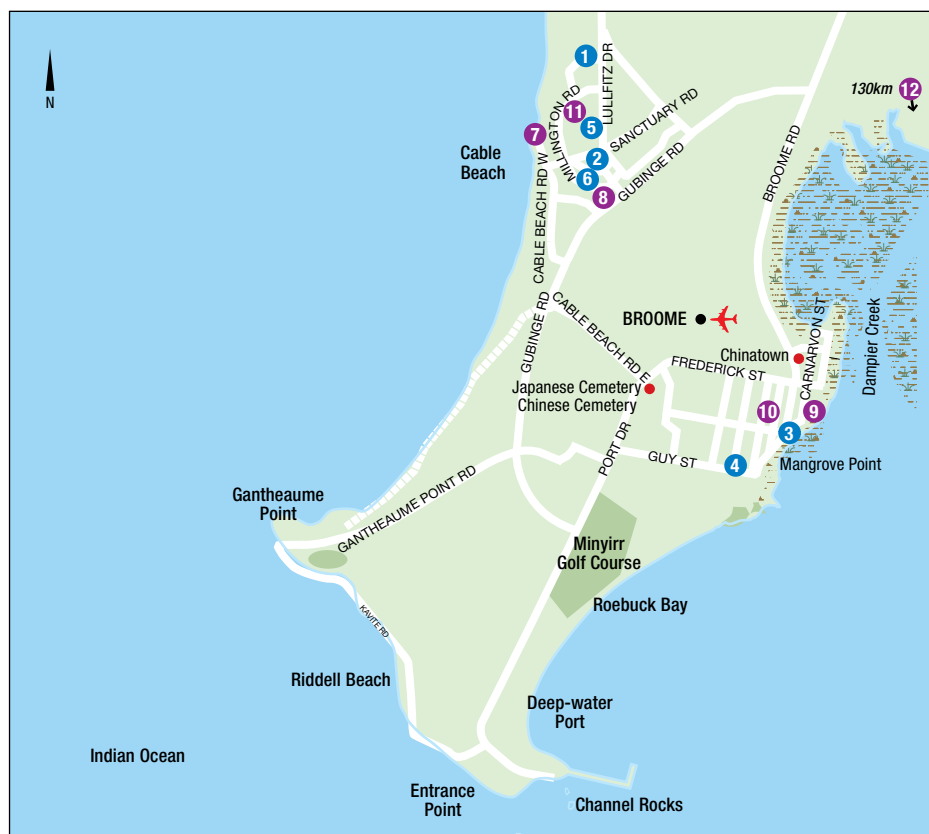 1
LULLFITZ DR
130km
12
MILLINGTON RD
11
5
SANCTUARY RD
7
Cable
Beach
2
6
GUBINGE RD
8
BROOME RD
CABLE BEACH RD W
N
Dampier Creek
CABLE BEACH RD E
BROOME
GUBINGE RD
Chinatown
CARNARVON ST
FREDERICK ST
Japanese Cemetery
Chinese Cemetery
10
9
3
PORT DR
GUY ST
4
Mangrove Point
Gantheaume
Point
GANTHEAUME POINT RD
Minyirr
Golf Course
Roebuck Bay
KAVITE RD
Riddell Beach
Deep-water
Port
Indian Ocean
Entrance
Point
Channel Rocks